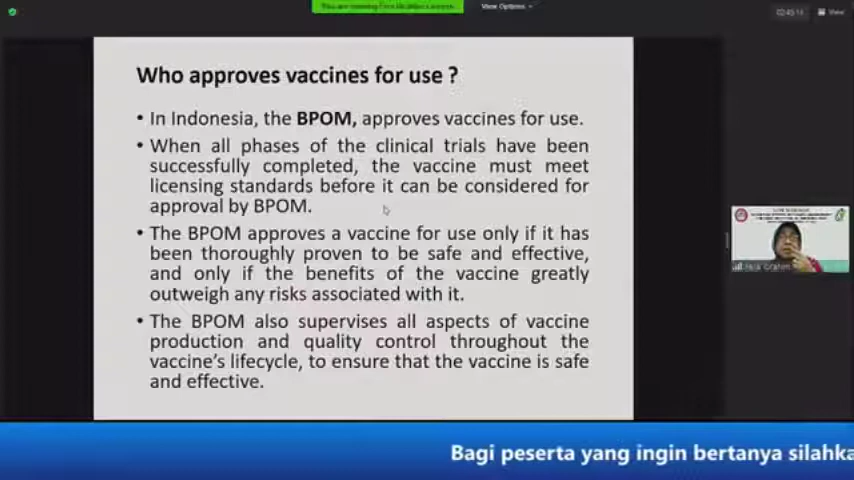 View Options
02:45:11
View
Who approves vaccines for use ?
• In Indonesia, the BPOM, approves vaccines for use.
• When all phases of the clinical trials have been
successfully completed, the vaccine must meet
licensing standards before it can be considered for
approval by BPOM.
• The BPOM approves a vaccine for use only if it has
been thoroughly proven to be safe and effective,
and only if the benefits of the vaccine greatly
outweigh any risks associated with it.
• The BPOM also supervises all aspects of vaccine
production and quality control throughout the
vaccine's lifecycle, to ensure that the vaccine is safe
and effective.
Bagi peserta yang ingin bertanya silahka